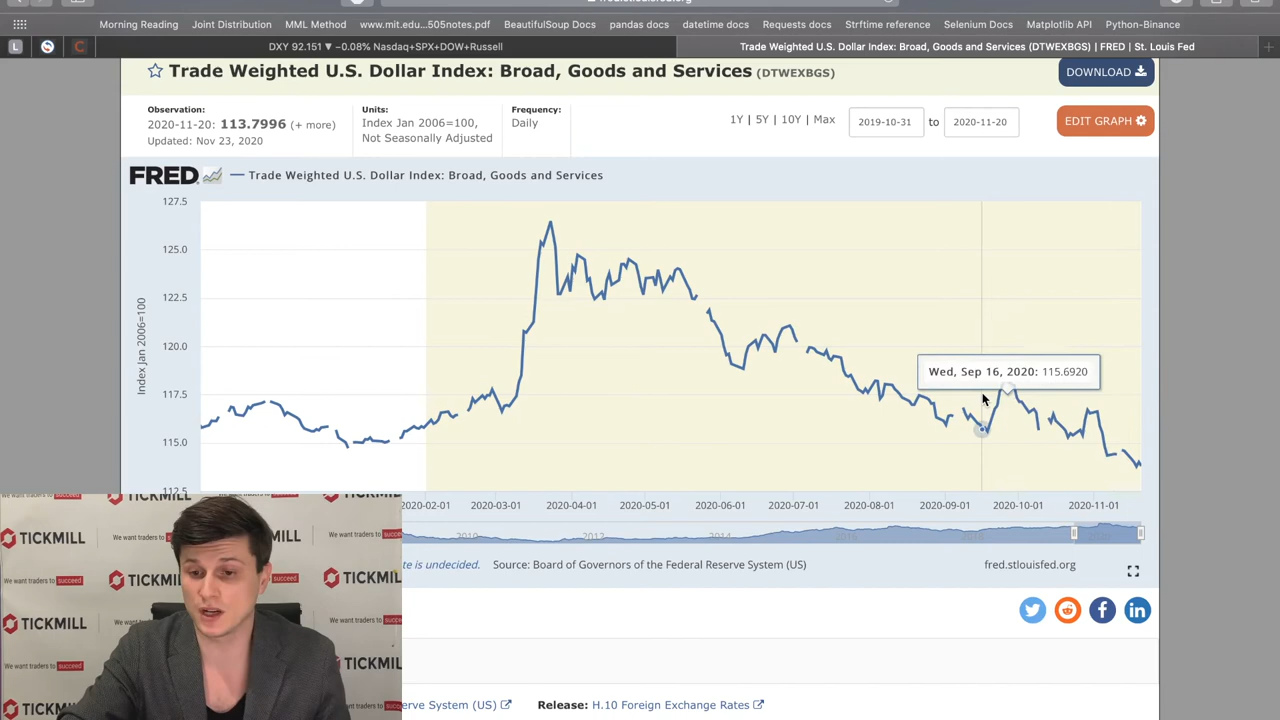 Morning Reading
Joint Distribution
MML Method
www.mit.ed...505notes.pdf
BeautifulSoup Docs
pandas docs
datetime docs
Requests docs
Strftime reference
Selenium Docs
Matplotlib API
Python-Binance
L
C
DXY 92.151 ▼ −0.08% Nasdaq+SPX+DOW+Russell
Trade Weighted U.S. Dollar Index: Broad, Goods and Services (DTWEXBGS) | FRED | St. Louis Fed
Trade Weighted U.S. Dollar Index: Broad, Goods and Services (DTWEXBGS)
DOWNLOAD
Observation:
2020-11-20: 113.7996 (+ more)
Updated: Nov 23, 2020
Units:
Index Jan 2006=100,
Not Seasonally Adjusted
Frequency:
Daily
1Y | 5Y | 10Y | Max
2019-10-31 to 2020-11-20
EDIT GRAPH
FRED
Trade Weighted U.S. Dollar Index: Broad, Goods and Services
127.5
125.0
122.5
120.0
117.5
115.0
112.5
Index Jan 2006=100
Wed, Sep 16, 2020: 115.6920
2020-02-01
2020-03-01
2020-04-01
2020-05-01
2020-06-01
2020-07-01
2020-08-01
2020-09-01
2020-10-01
2020-11-01
2010
2012
2014
2016
2018
te is undecided.
Source: Board of Governors of the Federal Reserve System (US)
fred.stlouisfed.org
erve System (US)
Release: H.10 Foreign Exchange Rates
TICKMILL
We want traders to succeed